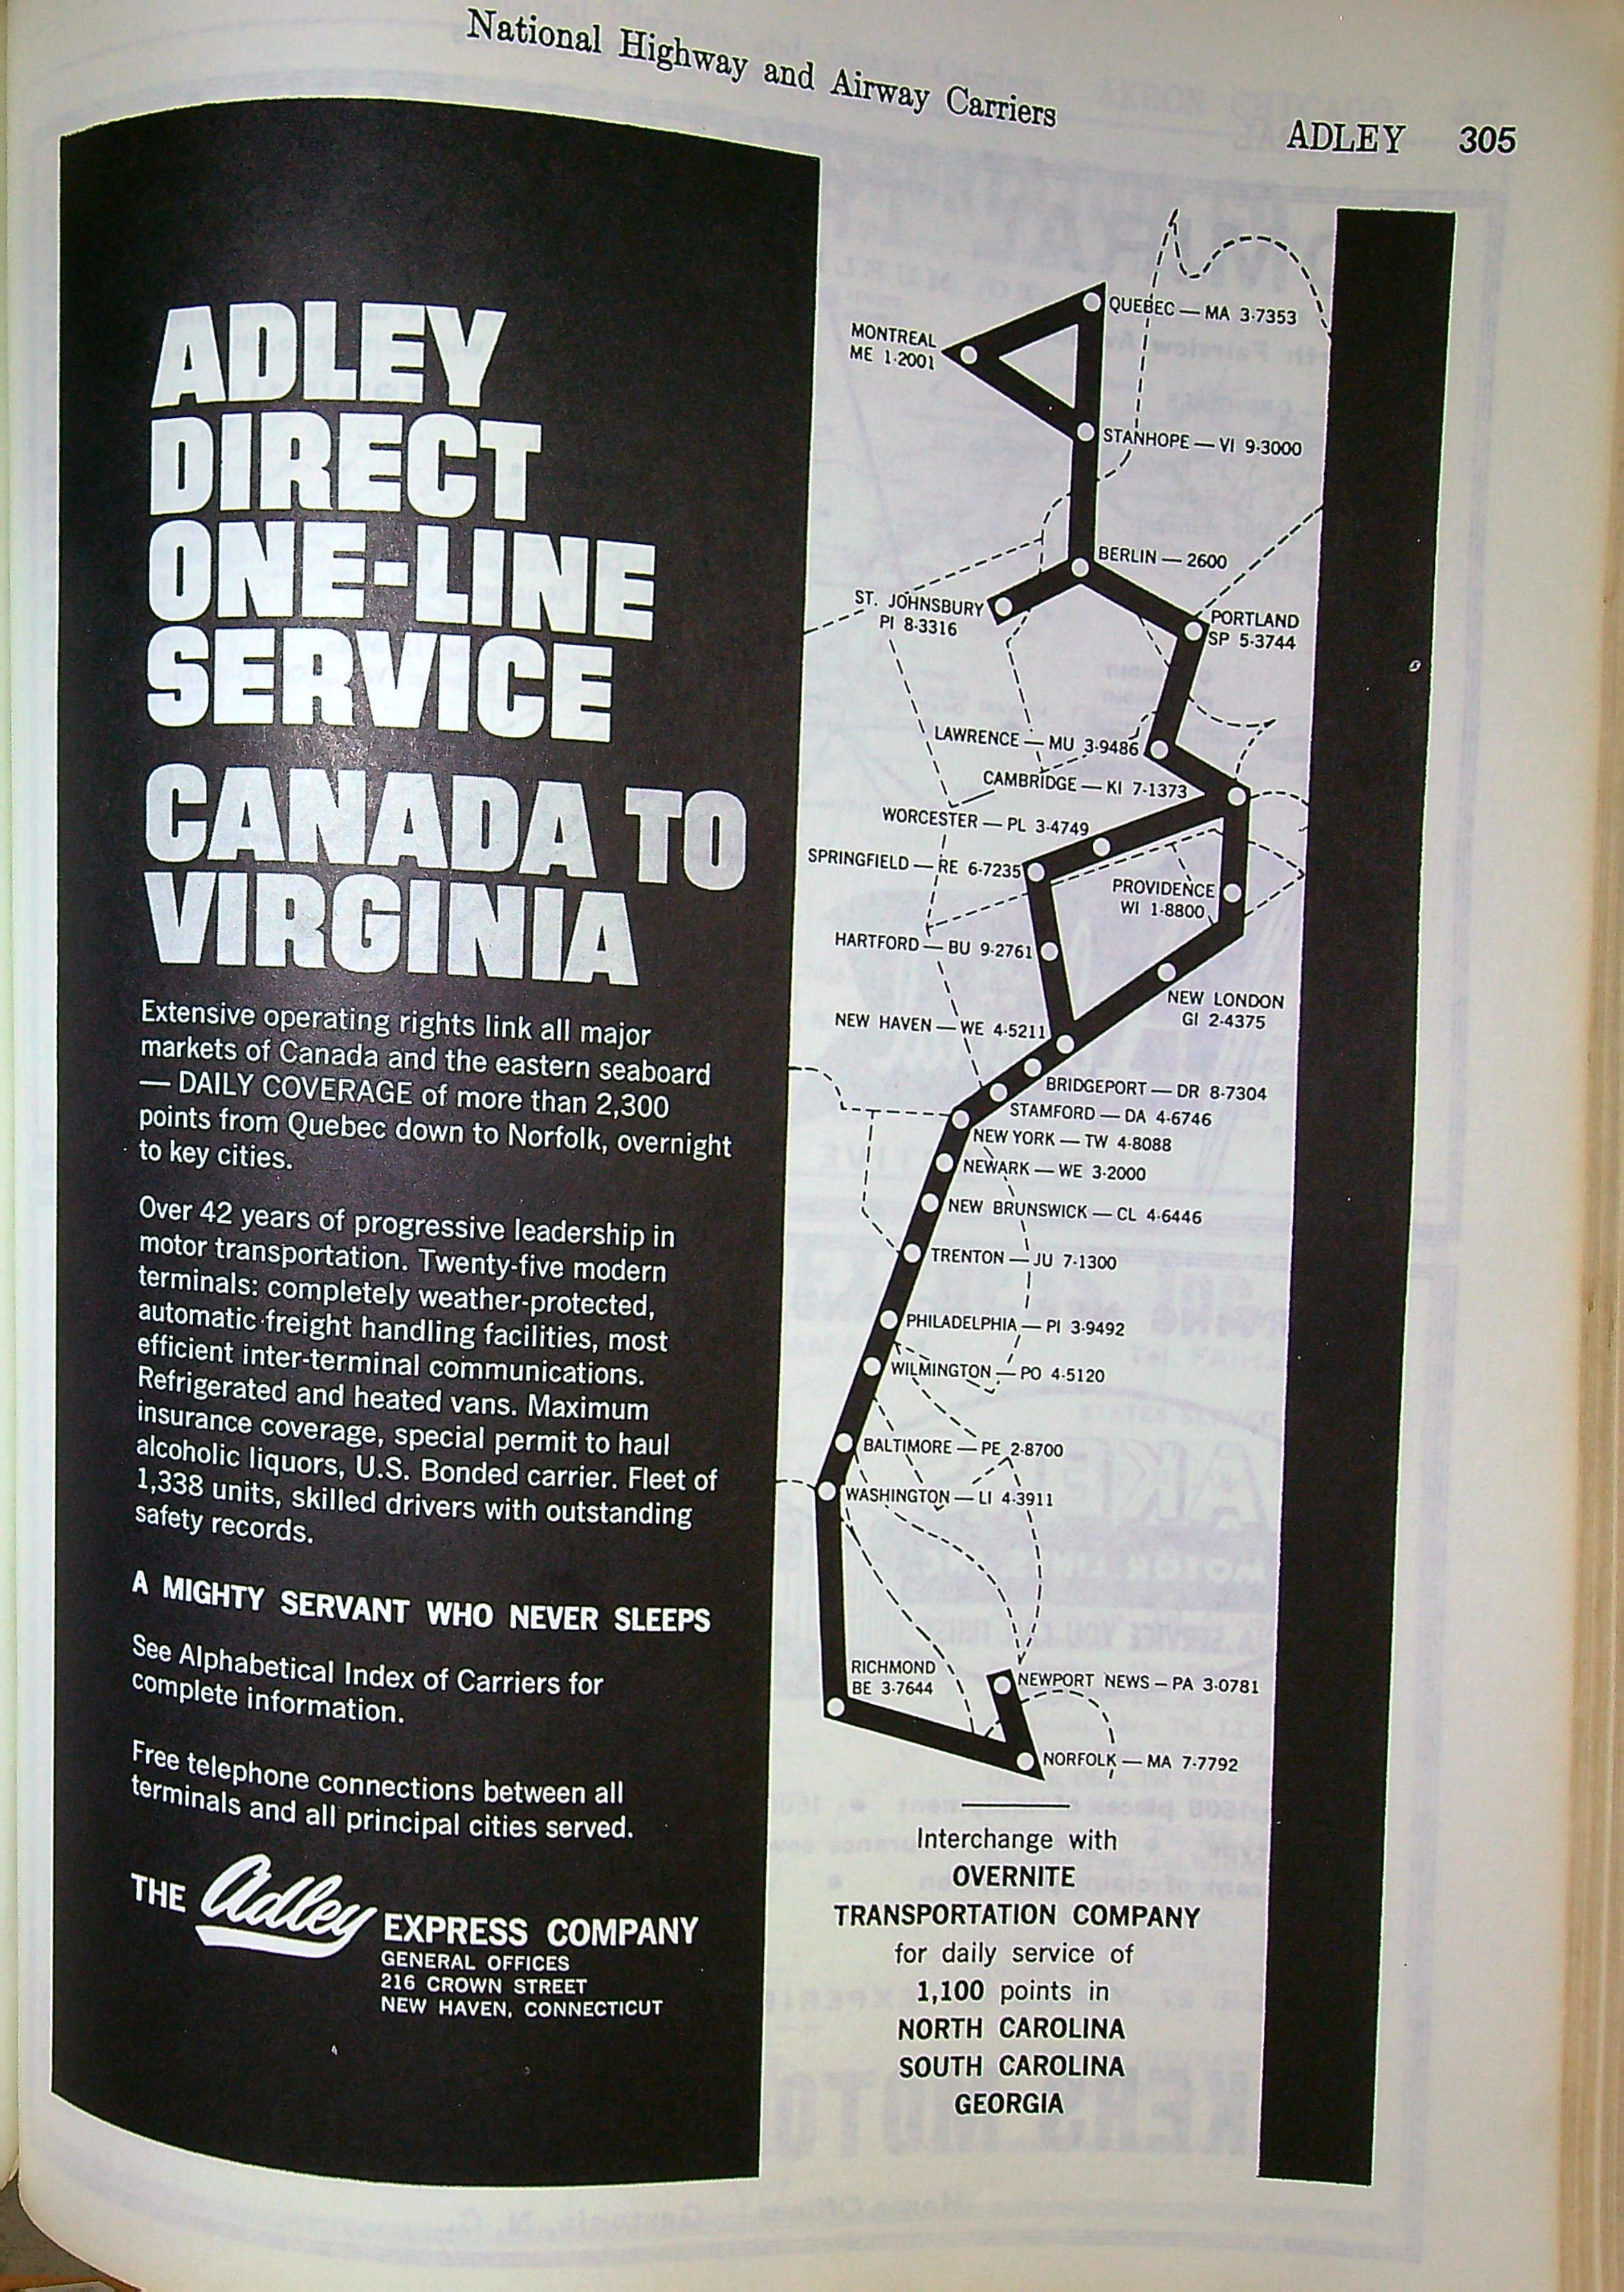 National Highway and Airway Carriers
ADLEY 305
ADLEY
DIRECT
ONE-LINE
SERVICE
CANADA TO
VIRGINIA
Extensive operating rights link all major
markets of Canada and the eastern seaboard
— DAILY COVERAGE of more than 2,300
points from Quebec down to Norfolk, overnight
to key cities.
Over 42 years of progressive leadership in
motor transportation. Twenty-five modern
terminals: completely weather-protected,
automatic freight handling facilities, most
efficient inter-terminal communications.
Refrigerated and heated vans. Maximum
insurance coverage, special permit to haul
alcoholic liquors, U.S. Bonded carrier. Fleet of
1,338 units, skilled drivers with outstanding
safety records.
A MIGHTY SERVANT WHO NEVER SLEEPS
See Alphabetical Index of Carriers for
complete information.
Free telephone connections between all
terminals and all principal cities served.
THE Adley EXPRESS COMPANY
GENERAL OFFICES
216 CROWN STREET
NEW HAVEN, CONNECTICUT
QUEBEC — MA 3-7353
MONTREAL
ME 1-2001
STANHOPE — VI 9-3000
BERLIN — 2600
ST. JOHNSBURY
PI 8-3316
PORTLAND
SP 5-3744
LAWRENCE — MU 3-9486
CAMBRIDGE — KI 7-1373
WORCESTER — PL 3-4749
SPRINGFIELD — RE 6-7235
PROVIDENCE
WI 1-8800
HARTFORD — BU 9-2761
NEW LONDON
GI 2-4375
NEW HAVEN — WE 4-5211
BRIDGEPORT — DR 8-7304
STAMFORD — DA 4-6746
NEW YORK — TW 4-8088
NEWARK — WE 3-2000
NEW BRUNSWICK — CL 4-6446
TRENTON — JU 7-1300
PHILADELPHIA — PI 3-9492
WILMINGTON — PO 4-5120
BALTIMORE — PE 2-8700
WASHINGTON — LI 4-3911
RICHMOND
BE 3-7644
NEWPORT NEWS — PA 3-0781
NORFOLK — MA 7-7792
Interchange with
OVERNITE
TRANSPORTATION COMPANY
for daily service of
1,100 points in
NORTH CAROLINA
SOUTH CAROLINA
GEORGIA